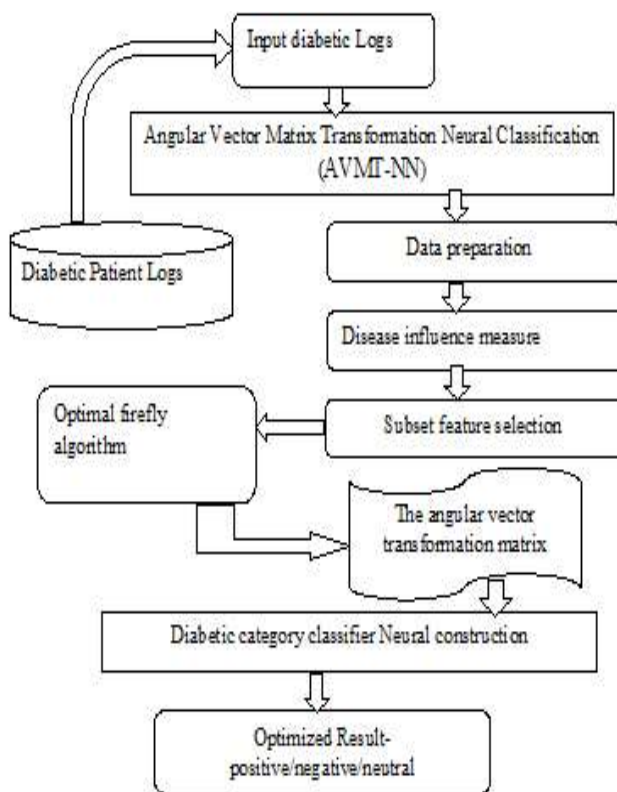 Input diabetic Logs
Angular Vector Matrix Transformation Neural Classification
(AVMT-NN)
Diabetic Patient Logs
Data preparation
Disease influence measure
Subset feature selection
Optimal firefly
algorithm
The angular vector
transformation matrix
Diabetic category classifier Neural construction
Optimized Result-
positive/negative/neutral